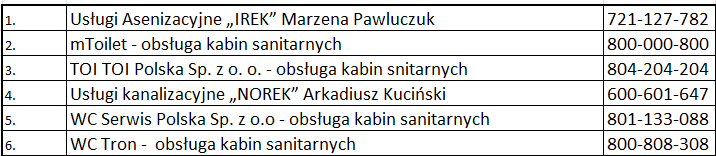 1. Usługi Asenizacyjne „IREK” Marzena Pawluczuk 721-127-782
2. mToilet - obsługa kabin sanitarnych 800-000-800
3. TOI TOI Polska Sp. z o. o. - obsługa kabin snitarnych 804-204-204
4. Usługi kanalizacyjne „NOREK” Arkadiusz Kuciński 600-601-647
5. WC Serwis Polska Sp. z o.o - obsługa kabin sanitarnych 801-133-088
6. WC Tron - obsługa kabin sanitarnych 800-808-308